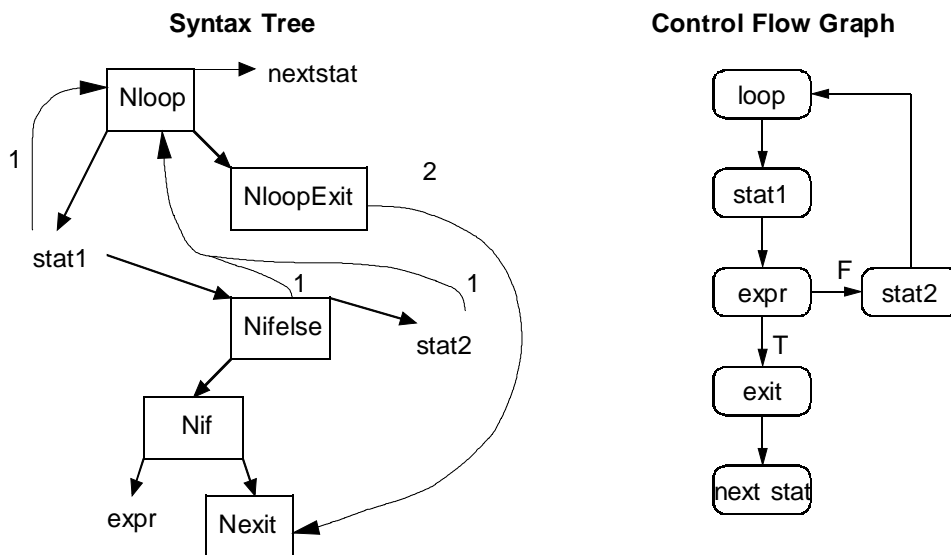 Syntax Tree
Control Flow Graph
nextstat
Nloop
loop
1
2
NloopExit
stat1
stat1
1
1
F
Nifelse
expr
stat2
stat2
T
Nif
exit
expr
Nexit
next stat